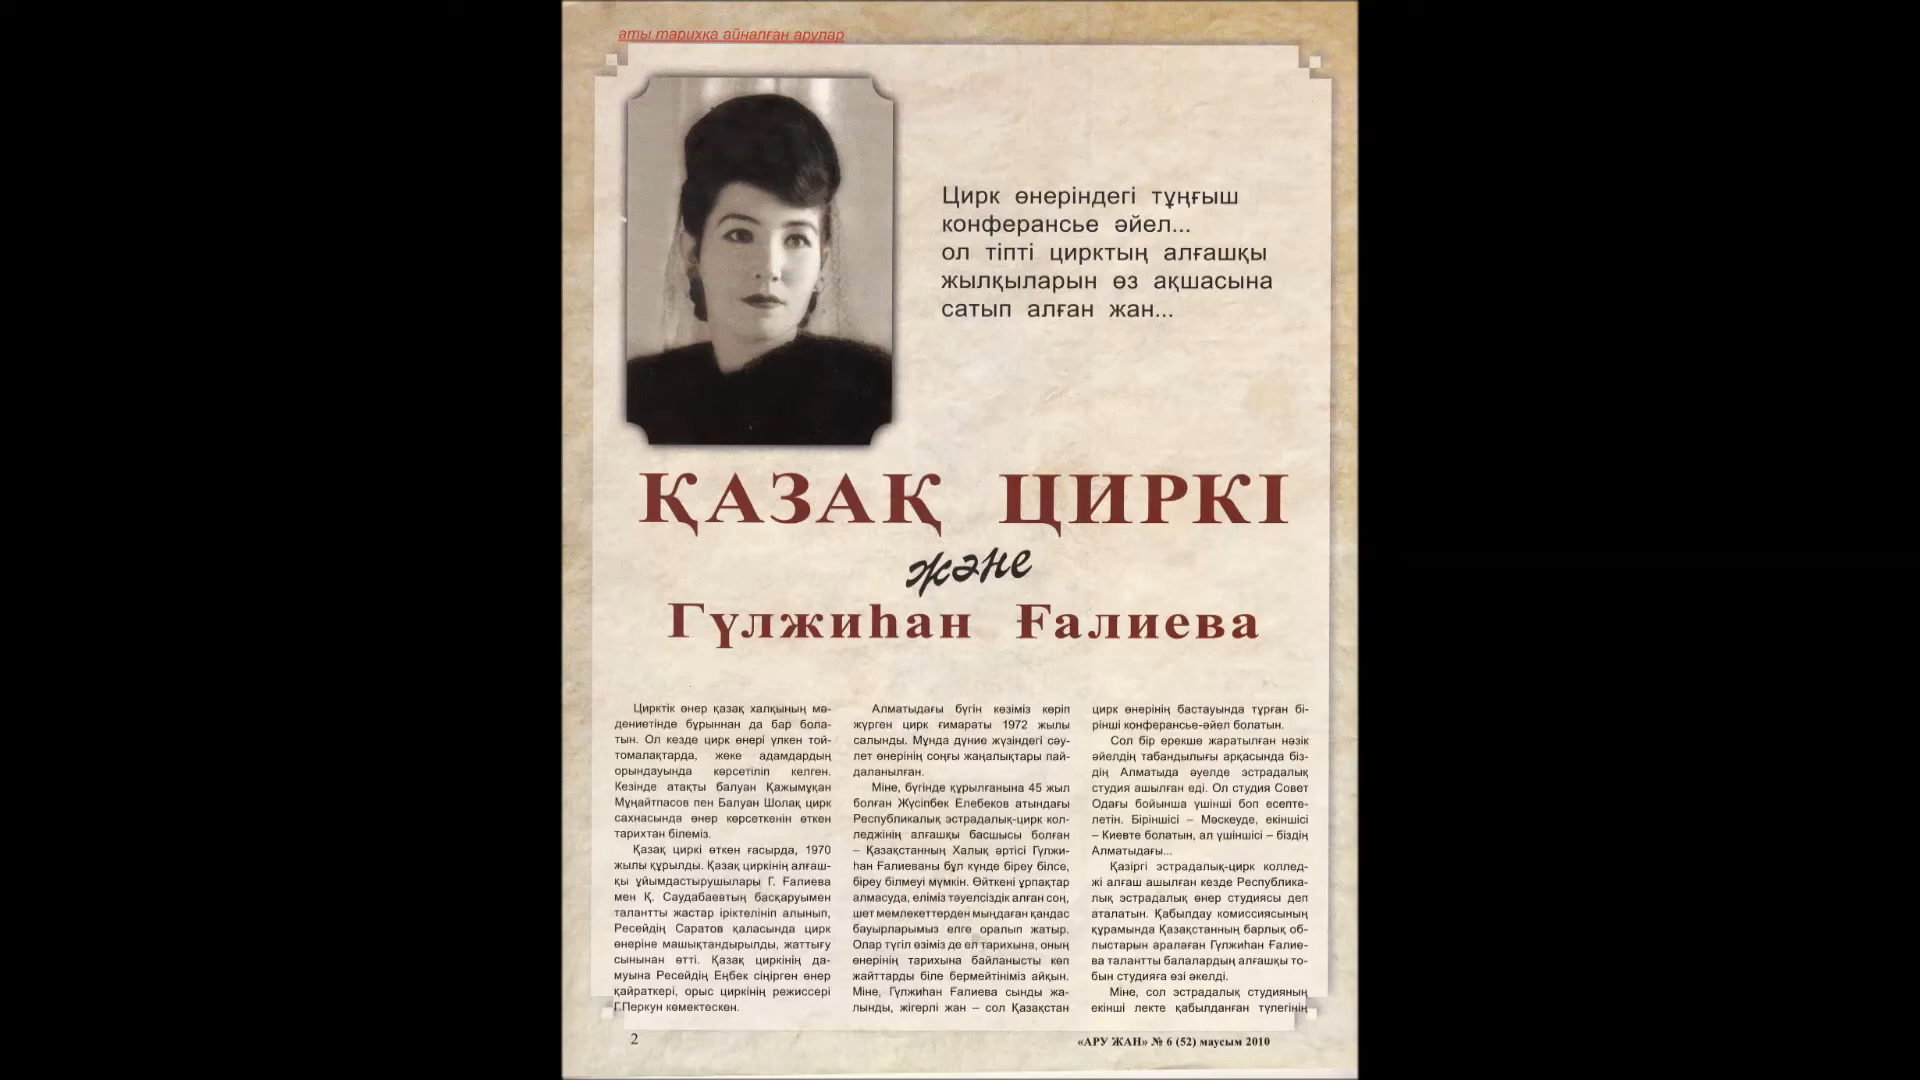 аты тарихқа айналған арулар
Цирк өнеріндегі тұңғыш
конферансье әйел...
ол тіпті цирктың алғашқы
жылқыларын өз ақшасына
сатып алған жан...
ҚАЗАҚ ЦИРКІ
және
Гүлжиһан Ғалиева
Цирктік өнер қазақ халқының мә-
дениетінде бұрыннан да бар бола-
тын. Ол кезде цирк өнері үлкен той-
томалақтарда, жеке адамдардың
орындауында көрсетіліп келген.
Кезінде атақты балуан Қажымұқан
Мұңайтпасов пен Балуан Шолақ цирк
сахнасында өнер көрсеткенін өткен
тарихтан білеміз.
Қазақ циркі өткен ғасырда, 1970
жылы құрылды. Қазақ циркінің алғаш-
қы ұйымдастырушылары Г. Ғалиева
мен Қ. Саудабаевтың басқаруымен
талантты жастар іріктелініп алынып,
Ресейдің Саратов қаласында цирк
өнеріне машықтандырылды, жаттығу
сынынан өтті. Қазақ циркінің да-
муына Ресейдің Еңбек сіңірген өнер
қайраткері, орыс циркінің режиссері
Г.Перкун көмектескен.
Алматыдағы бүгін көзіміз көріп
жүрген цирк ғимараты 1972 жылы
салынды. Мұнда дүние жүзіндегі сәу-
лет өнерінің соңғы жаңалықтары пай-
даланылған.
Міне, бүгінде құрылғанына 45 жыл
болған Жүсіпбек Елебеков атындағы
Республикалық эстрадалық-цирк кол-
леджінің алғашқы басшысы болған
– Қазақстанның Халық әртісі Гүлжи-
һан Ғалиеваны бұл күнде біреу білсе,
біреу білмеуі мүмкін. Өйткені ұрпақтар
алмасуда, еліміз тәуелсіздік алған соң,
шет мемлекеттерден мыңдаған қандас
бауырларымыз елге оралып жатыр.
Олар түгіл өзіміз де ел тарихына, оның
өнерінің тарихына байланысты көп
жайттарды біле бермейтініміз айқын.
Міне, Гүлжиһан Ғалиева сынды жа-
лынды, жігерлі жан – сол Қазақстан
цирк өнерінің бастауында тұрған бі-
рінші конферансье-әйел болатын.
Сол бір ерекше жаратылған нәзік
әйелдің табандылығы арқасында біз-
дің Алматыда әуелде эстрадалық
студия ашылған еді. Ол студия Совет
Одағы бойынша үшінші боп есепте-
летін. Біріншісі – Мәскеуде, екіншісі
– Киевте болатын, ал үшіншісі – біздің
Алматыдағы...
Қазіргі эстрадалық-цирк коллед-
жі алғаш ашылған кезде Республика-
лық эстрадалық өнер студиясы деп
аталатын. Қабылдау комиссиясының
құрамында Қазақстанның барлық об-
лыстарын аралаған Гүлжиһан Ғалие-
ва талантты балалардың алғашқы то-
бын студияға өзі әкелді.
Міне, сол эстрадалық студияның
екінші лекте қабылданған түлегінің
2
«АРУ ЖАН» № 6 (52) маусым 2010